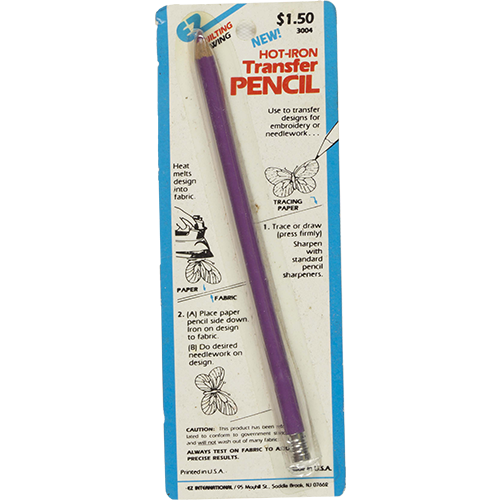 EZ
$1.50
3004
NEW!
HOT-IRON
Transfer
PENCIL
Use to transfer
designs for
embroidery or
needlework . . .
Heat
melts
design
into
fabric.
TRACING
PAPER
1. Trace or draw
(press firmly)
Sharpen
with
standard
pencil
sharpeners.
PAPER
FABRIC
2. (A) Place paper
pencil side down.
Iron on design
to fabric.
(B) Do desired
needlework on
design.
CAUTION: This product has been
lated to conform to government
and will not wash out of many fabric
ALWAYS TEST ON FABRIC TO
PRECISE RESULTS.
Printed in U.S.A.
U.S.A.
EZ INTERNATIONAL / 95 Mayhill St., Saddle Brook, NJ 07662